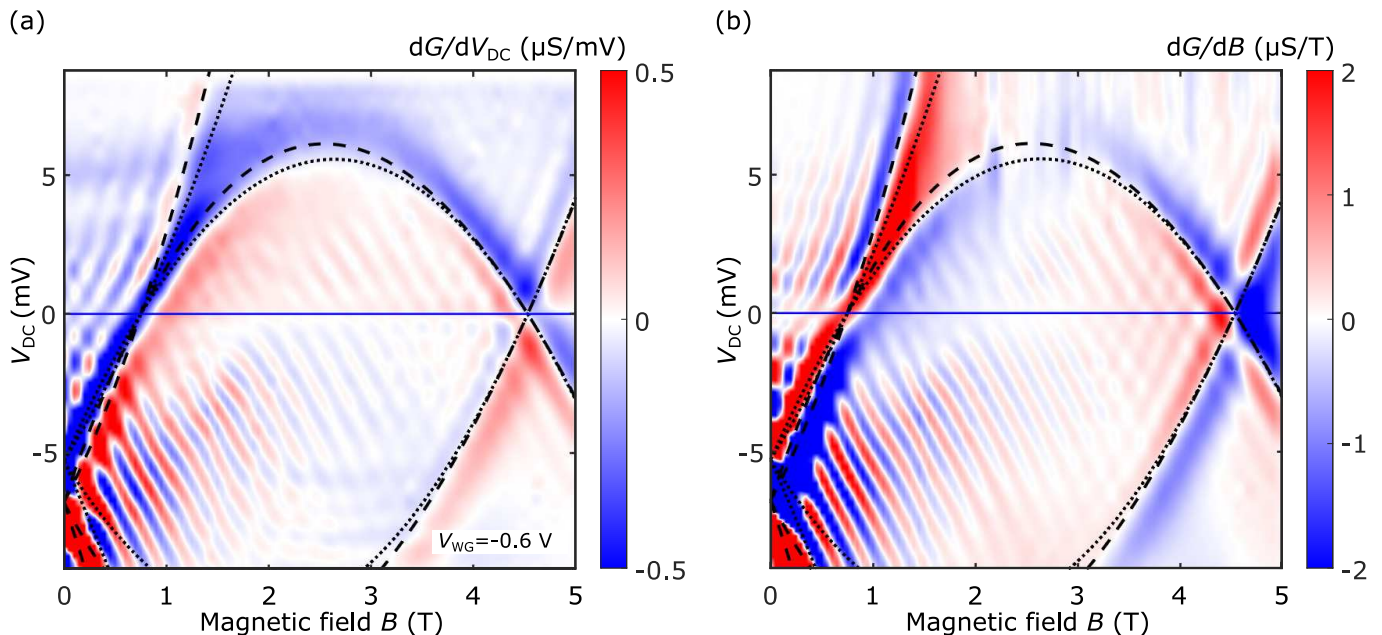 (a)
dG/dV_DC (μS/mV)
0.5
0
-0.5
V_DC (mV)
5
0
-5
V_WG=-0.6 V
0 1 2 3 4 5
Magnetic field B (T)
(b)
dG/dB (μS/T)
2
1
0
-1
-2
V_DC (mV)
5
0
-5
0 1 2 3 4 5
Magnetic field B (T)